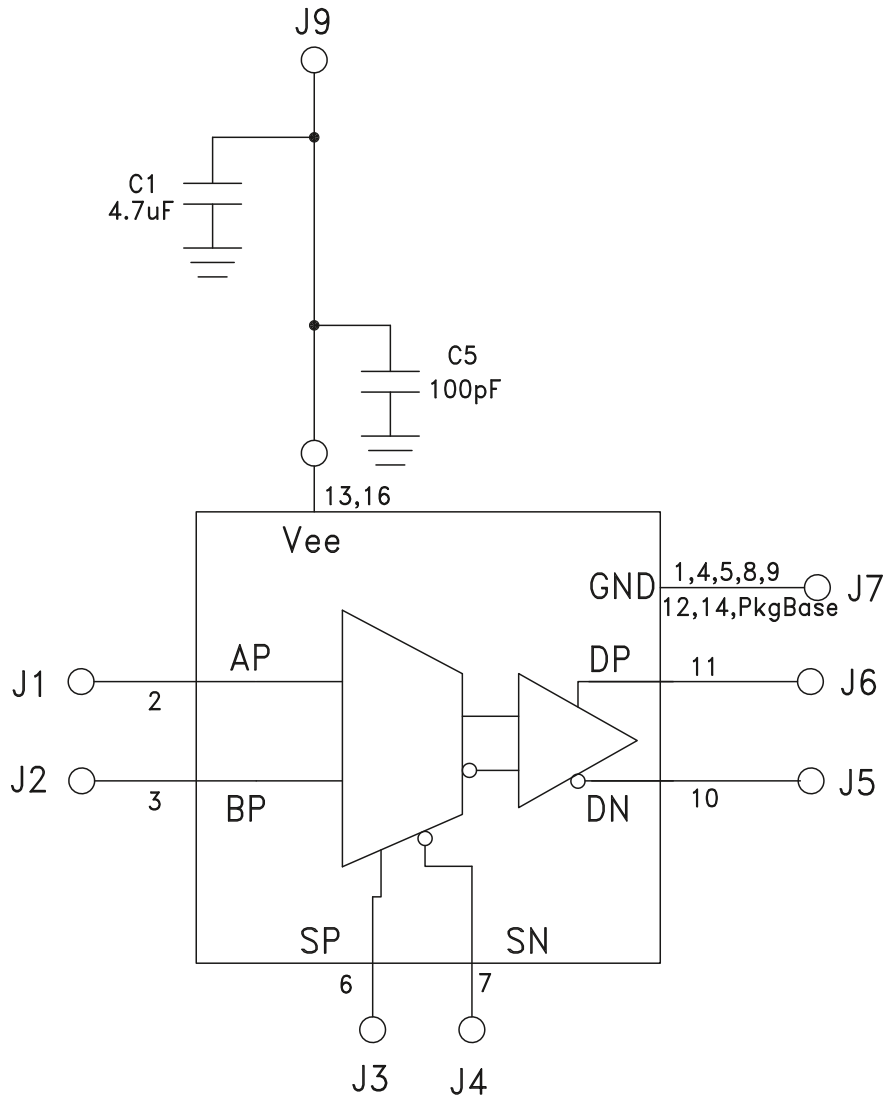 J9
C1
4.7uF
C5
100pF
13,16
Vee
GND
1,4,5,8,9
J7
12,14,PkgBase
AP
DP
11
J1
J6
2
J2
J5
3
BP
DN
10
SP
SN
6
7
J3
J4